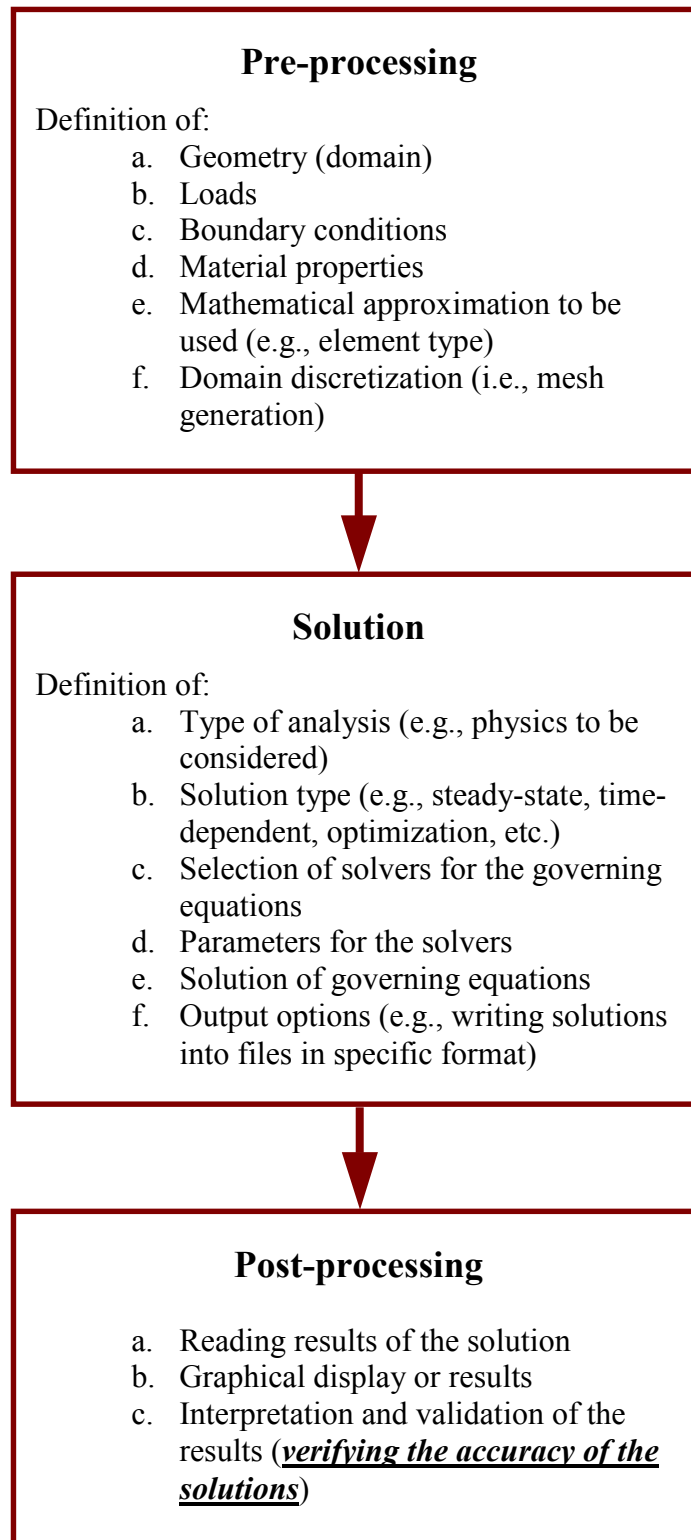 Pre-processing
Definition of:
a. Geometry (domain)
b. Loads
c. Boundary conditions
d. Material properties
e. Mathematical approximation to be
used (e.g., element type)
f. Domain discretization (i.e., mesh
generation)
Solution
Definition of:
a. Type of analysis (e.g., physics to be
considered)
b. Solution type (e.g., steady-state, time-
dependent, optimization, etc.)
c. Selection of solvers for the governing
equations
d. Parameters for the solvers
e. Solution of governing equations
f. Output options (e.g., writing solutions
into files in specific format)
Post-processing
a. Reading results of the solution
b. Graphical display or results
c. Interpretation and validation of the
results (verifying the accuracy of the
solutions)